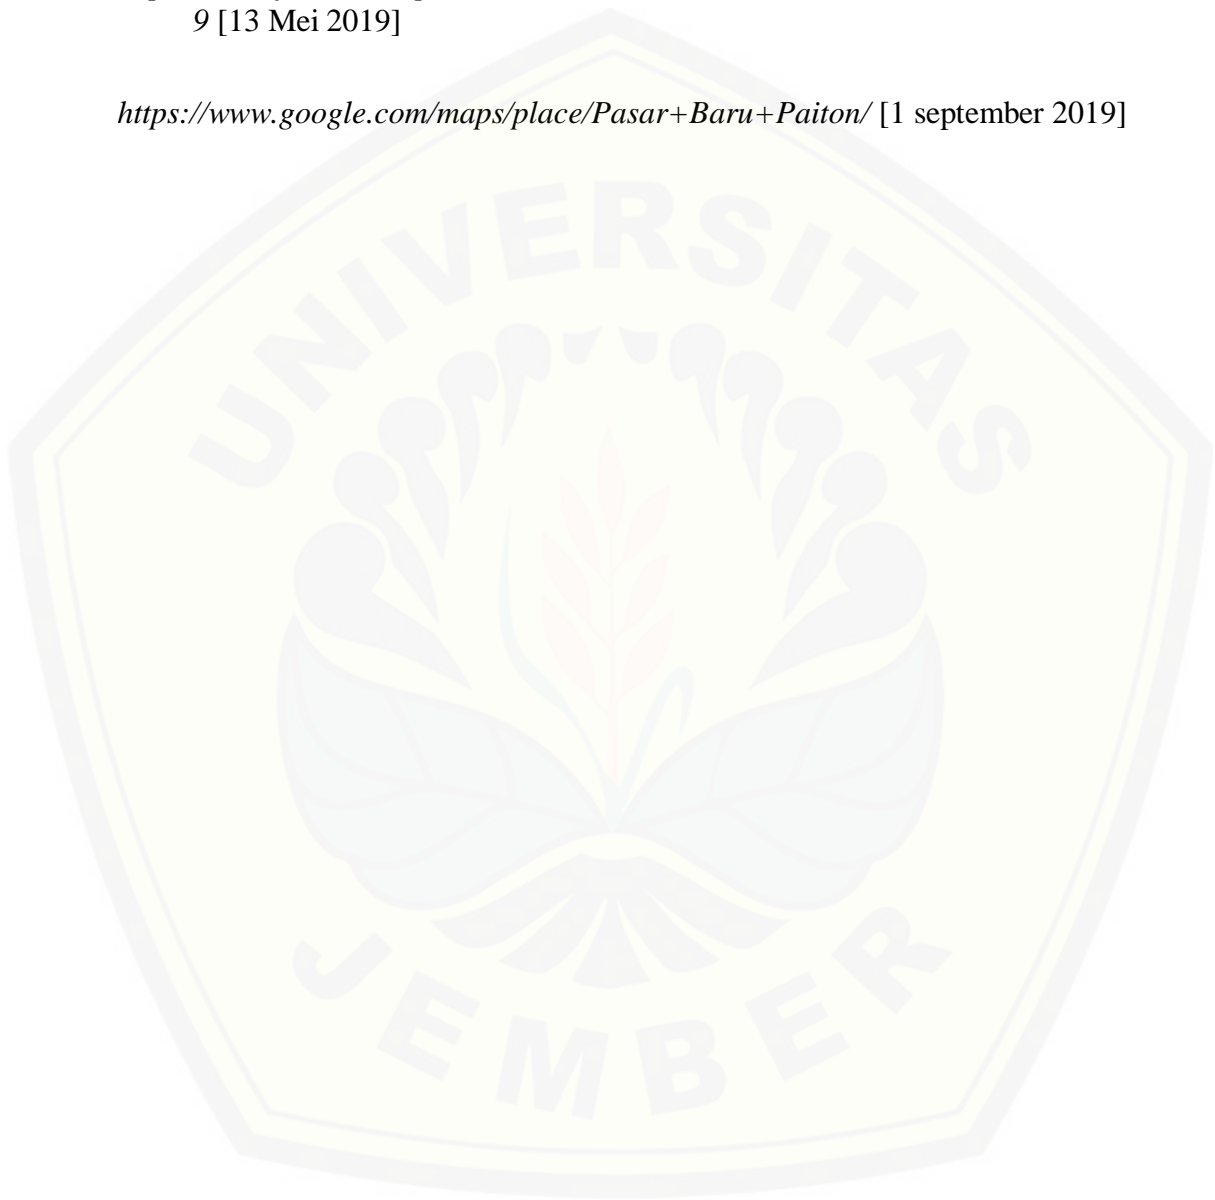 9 [13 Mei 2019]
https://www.google.com/maps/place/Pasar+Baru+Paiton/ [1 september 2019]
UNIVERSITAS
JEMBER